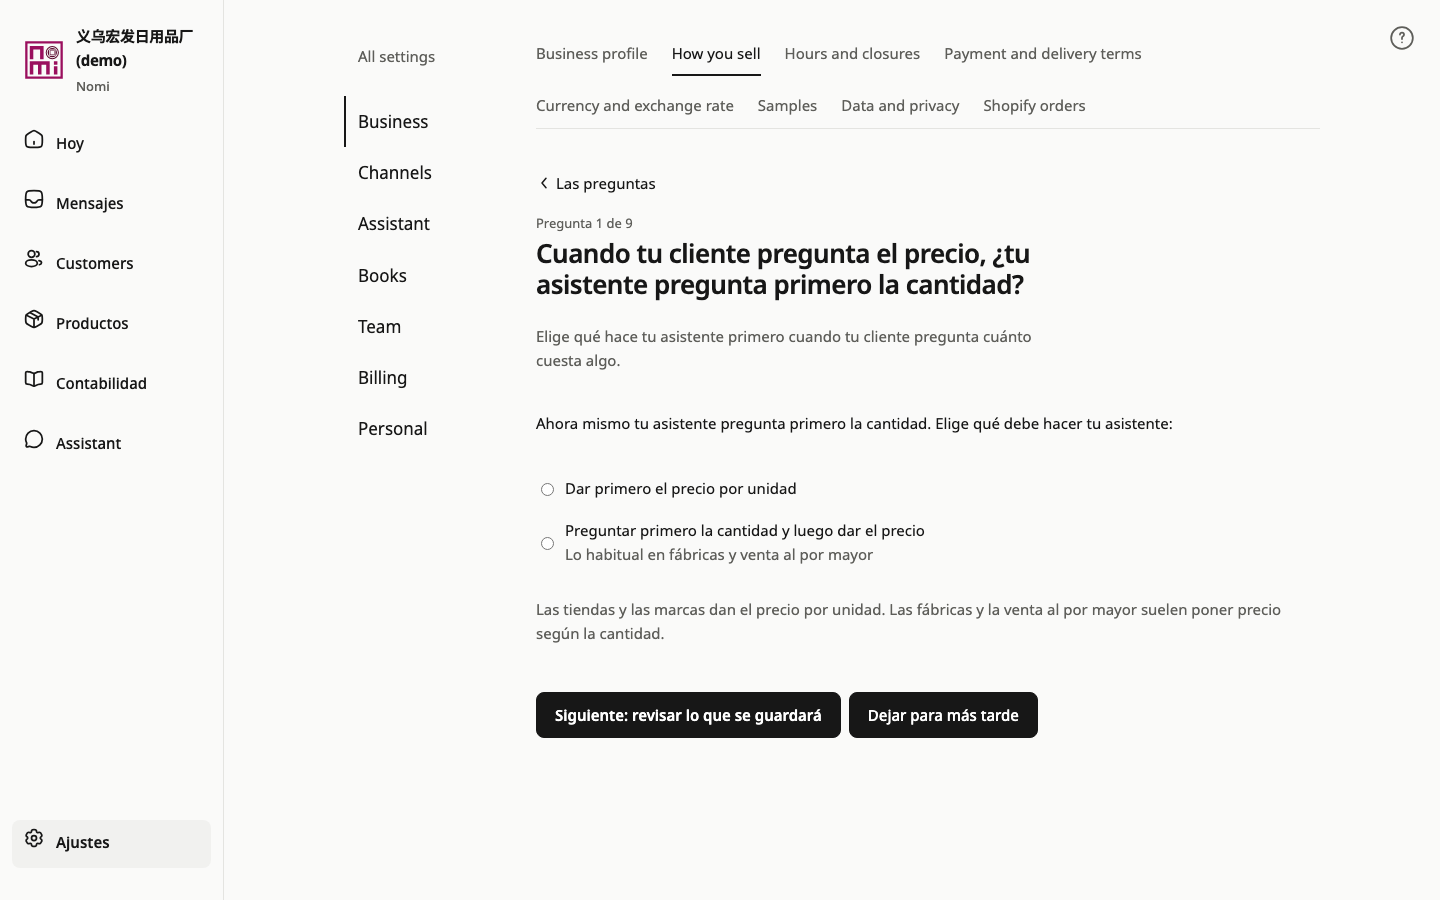 义乌宏发日用品厂
(demo)
Nomi
Hoy
Mensajes
Customers
Productos
Contabilidad
Assistant
Ajustes
All settings
Business
Channels
Assistant
Books
Team
Billing
Personal
Business profile
How you sell
Hours and closures
Payment and delivery terms
Currency and exchange rate
Samples
Data and privacy
Shopify orders
Las preguntas
Pregunta 1 de 9
Cuando tu cliente pregunta el precio, ¿tu
asistente pregunta primero la cantidad?
Elige qué hace tu asistente primero cuando tu cliente pregunta cuánto
cuesta algo.
Ahora mismo tu asistente pregunta primero la cantidad. Elige qué debe hacer tu asistente:
Dar primero el precio por unidad
Preguntar primero la cantidad y luego dar el precio
Lo habitual en fábricas y venta al por mayor
Las tiendas y las marcas dan el precio por unidad. Las fábricas y la venta al por mayor suelen poner precio
según la cantidad.
Siguiente: revisar lo que se guardará
Dejar para más tarde